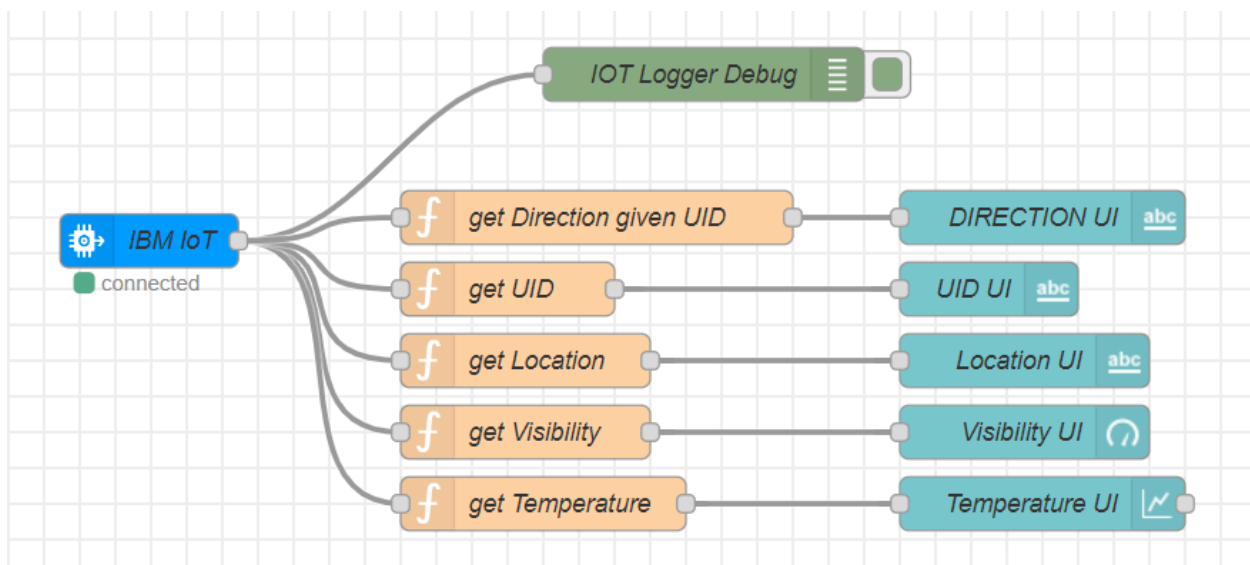 IOT Logger Debug
IBM IoT
connected
get Direction given UID
DIRECTION UI
abc
get UID
UID UI
abc
get Location
Location UI
abc
get Visibility
Visibility UI
get Temperature
Temperature UI